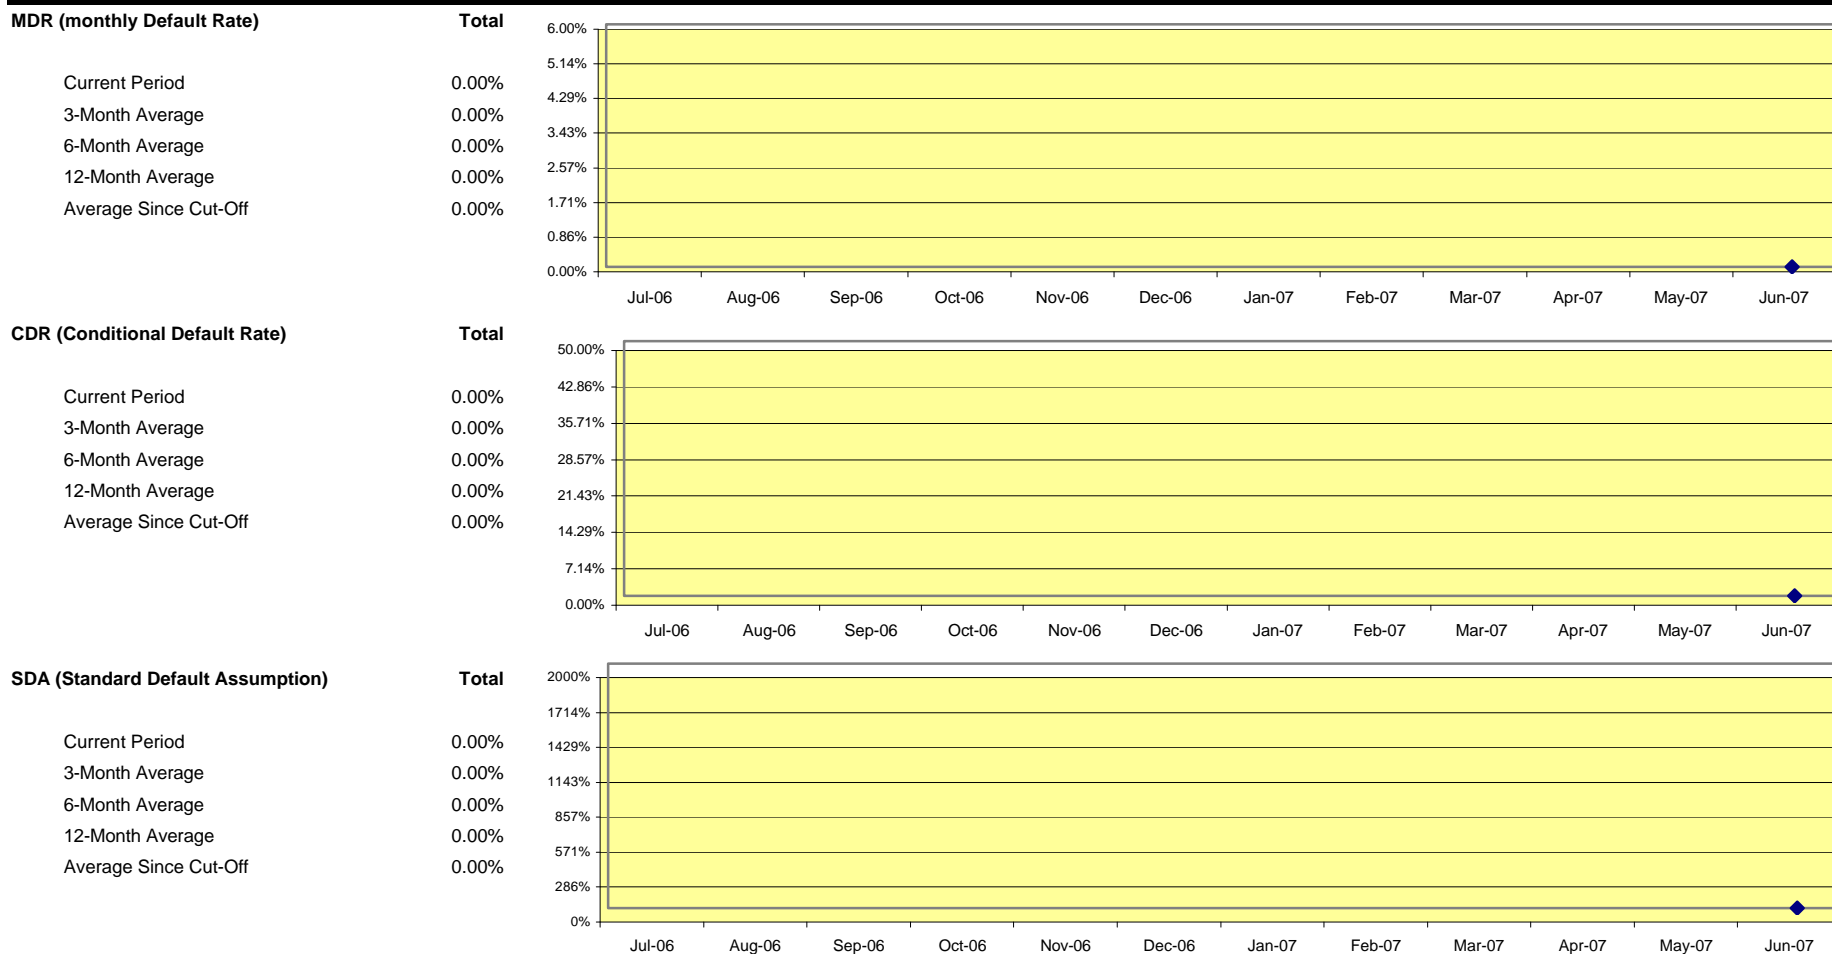 MDR (monthly Default Rate) Total
Current Period 0.00%
3-Month Average 0.00%
6-Month Average 0.00%
12-Month Average 0.00%
Average Since Cut-Off 0.00%
6.00%
5.14%
4.29%
3.43%
2.57%
1.71%
0.86%
0.00%
Jul-06 Aug-06 Sep-06 Oct-06 Nov-06 Dec-06 Jan-07 Feb-07 Mar-07 Apr-07 May-07 Jun-07
CDR (Conditional Default Rate) Total
Current Period 0.00%
3-Month Average 0.00%
6-Month Average 0.00%
12-Month Average 0.00%
Average Since Cut-Off 0.00%
50.00%
42.86%
35.71%
28.57%
21.43%
14.29%
7.14%
0.00%
Jul-06 Aug-06 Sep-06 Oct-06 Nov-06 Dec-06 Jan-07 Feb-07 Mar-07 Apr-07 May-07 Jun-07
SDA (Standard Default Assumption) Total
Current Period 0.00%
3-Month Average 0.00%
6-Month Average 0.00%
12-Month Average 0.00%
Average Since Cut-Off 0.00%
2000%
1714%
1429%
1143%
857%
571%
286%
0%
Jul-06 Aug-06 Sep-06 Oct-06 Nov-06 Dec-06 Jan-07 Feb-07 Mar-07 Apr-07 May-07 Jun-07